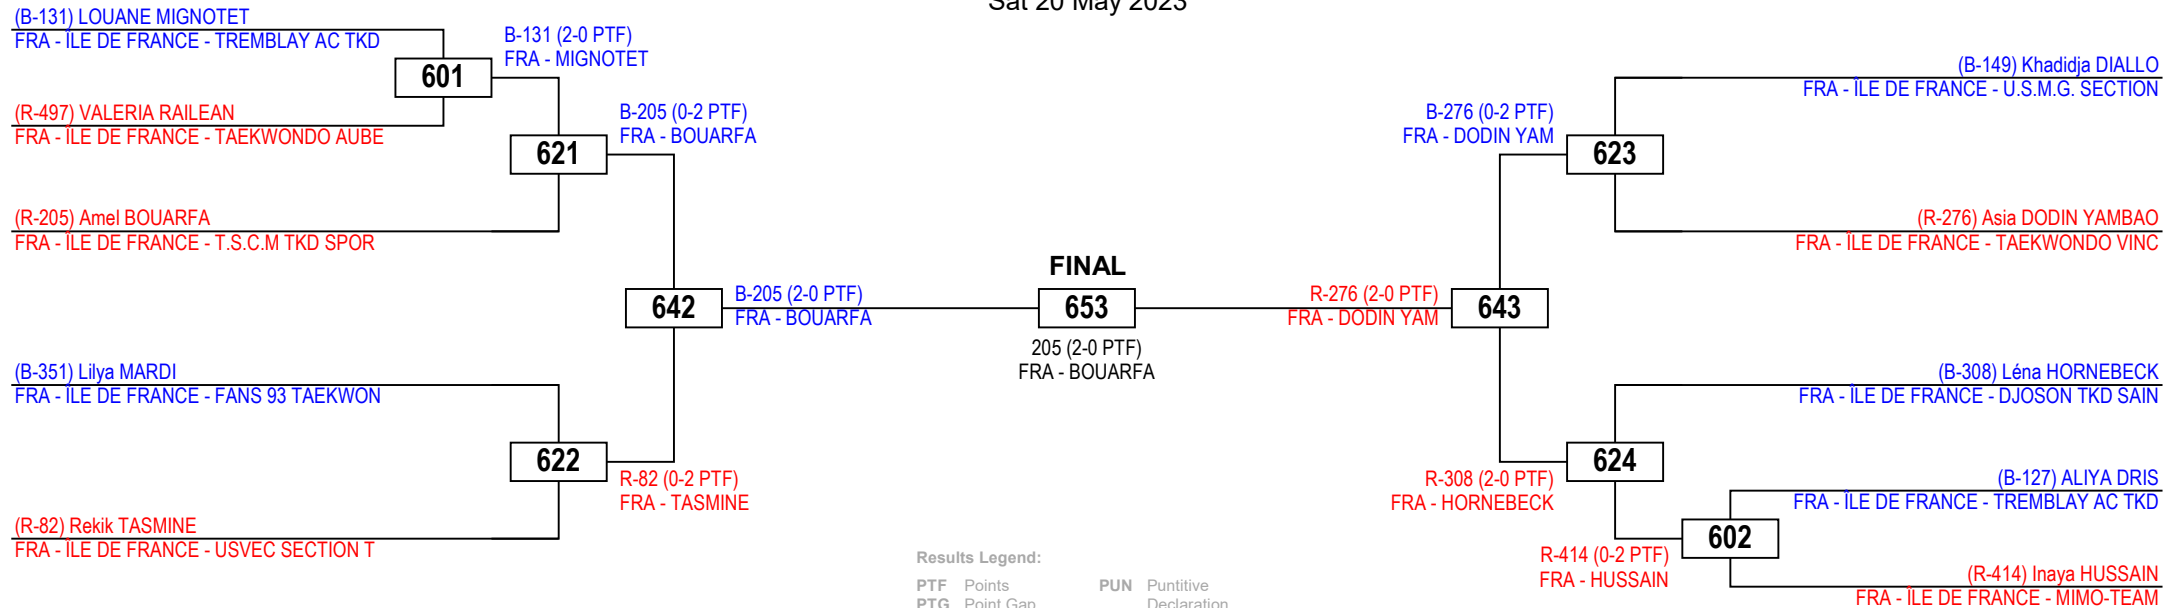 Sat 20 May 2023
(B-131) LOUANE MIGNOTET
FRA - ÎLE DE FRANCE - TREMBLAY AC TKD
B-131 (2-0 PTF)
FRA - MIGNOTET
601
(R-497) VALERIA RAILEAN
FRA - ÎLE DE FRANCE - TAEKWONDO AUBE
B-205 (0-2 PTF)
FRA - BOUARFA
621
(R-205) Amel BOUARFA
FRA - ÎLE DE FRANCE - T.S.C.M TKD SPOR
642
B-205 (2-0 PTF)
FRA - BOUARFA
(B-351) Lilya MARDI
FRA - ÎLE DE FRANCE - FANS 93 TAEKWON
622
R-82 (0-2 PTF)
FRA - TASMINE
(R-82) Rekik TASMINE
FRA - ÎLE DE FRANCE - USVEC SECTION T
FINAL
653
205 (2-0 PTF)
FRA - BOUARFA
(B-149) Khadidja DIALLO
FRA - ÎLE DE FRANCE - U.S.M.G. SECTION
B-276 (0-2 PTF)
FRA - DODIN YAM
623
(R-276) Asia DODIN YAMBAO
FRA - ÎLE DE FRANCE - TAEKWONDO VINC
R-276 (2-0 PTF)
FRA - DODIN YAM
643
(B-308) Léna HORNEBECK
FRA - ÎLE DE FRANCE - DJOSON TKD SAIN
624
R-308 (2-0 PTF)
FRA - HORNEBECK
(B-127) ALIYA DRIS
FRA - ÎLE DE FRANCE - TREMBLAY AC TKD
602
R-414 (0-2 PTF)
FRA - HUSSAIN
(R-414) Inaya HUSSAIN
FRA - ÎLE DE FRANCE - MIMO-TEAM
Results Legend:
PTF Points PUN Puntitive
PTG Point Gap Declaration